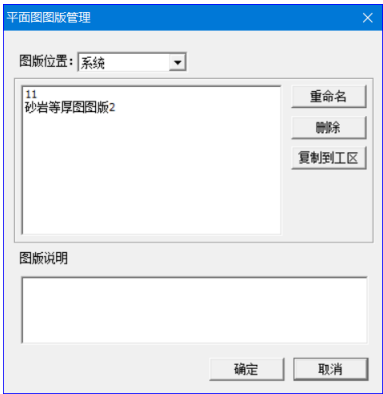 平面图图版管理
图版位置：系统
11
砂岩等厚图图版2
重命名
删除
复制到工区
图版说明
确定
取消